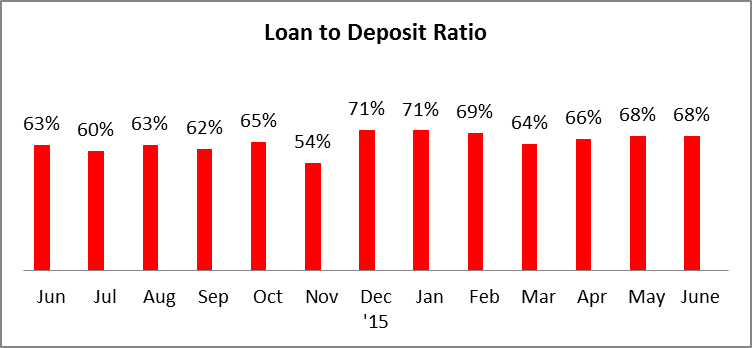 Loan to Deposit Ratio
63% 60% 63% 62% 65% 54% 71% 71% 69% 64% 66% 68% 68%
Jun Jul Aug Sep Oct Nov Dec Jan Feb Mar Apr May June
'15